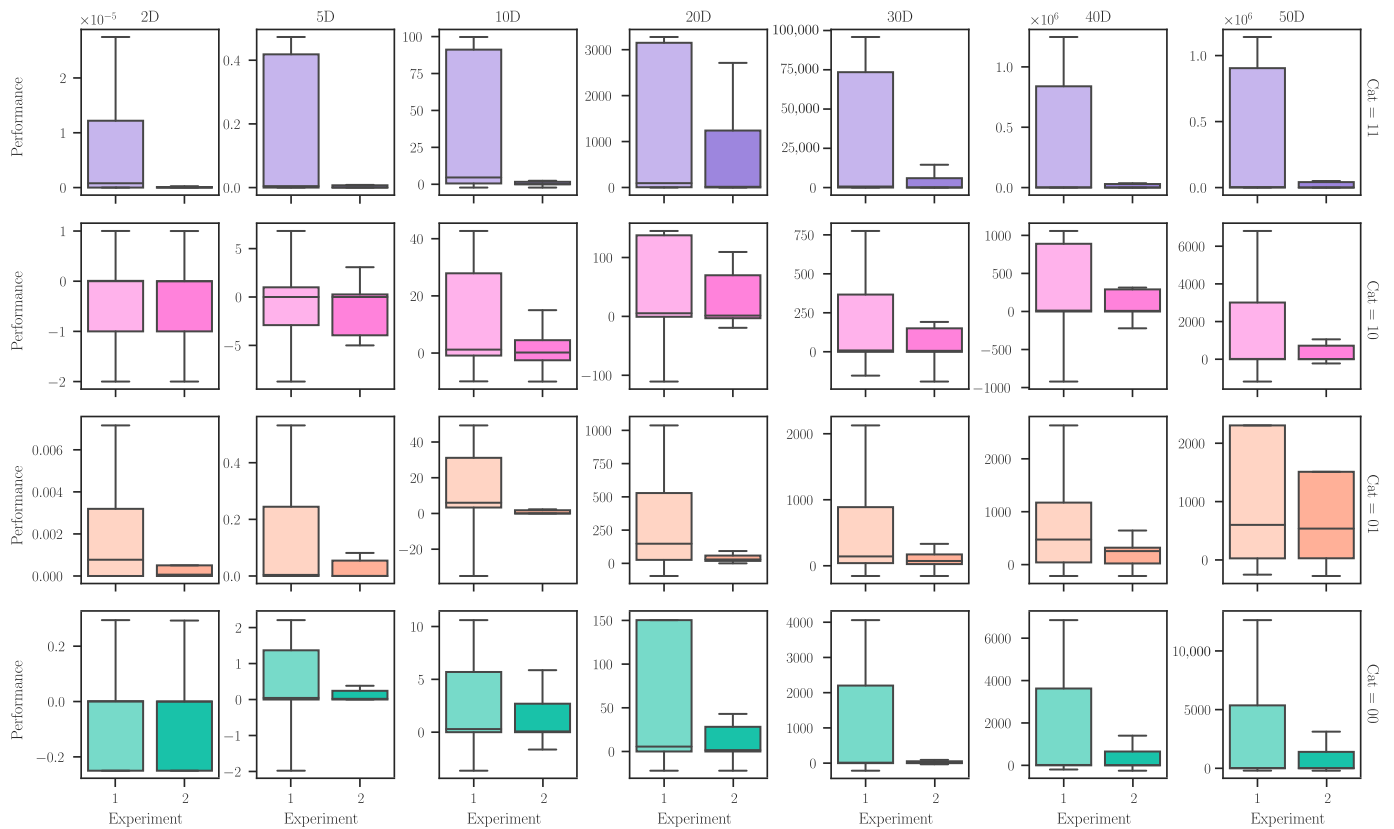 ×10⁻⁵ 2D 5D 10D 20D 30D ×10⁶ 40D ×10⁶ 50D
Performance 2 1 0 0.4 0.2 0.0 100 75 50 25 0 3000 2000 1000 0 100,000 75,000 50,000 25,000 0 1.0 0.5 0.0 1.0 0.1 0.1 0.1 0.1 0.0 Cat = 11
Performance 1 0 −1 −2 5 0 −5 40 20 0 100 0 −100 750 500 250 0 1000 500 0 −500 −1000 6000 4000 2000 0 Cat = 10
Performance 0.006 0.004 0.002 0.000 0.4 0.2 0.0 40 20 0 −20 1000 750 500 250 0 2000 1000 0 2000 1000 0 2000 1000 0 Cat = 01
Performance 0.2 0.0 −0.2 2 1 0 −1 −2 10 5 0 150 100 50 0 4000 3000 2000 1000 0 6000 4000 2000 0 10,000 5000 0 Cat = 00
1 2 1 2 1 2 1 2 1 2 1 2 1 2
Experiment Experiment Experiment Experiment Experiment Experiment Experiment